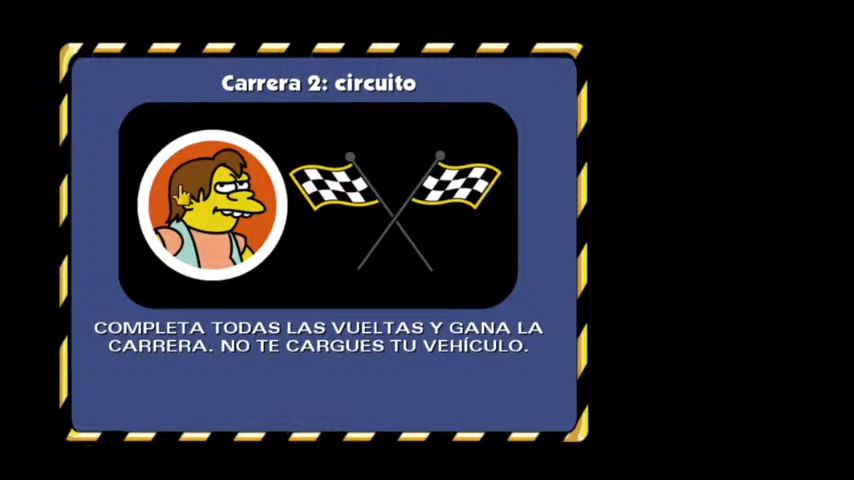 Carrera 2: circuito
COMPLETA TODAS LAS VUELTAS Y GANA LA
CARRERA. NO TE CARGUES TU VEHÍCULO.